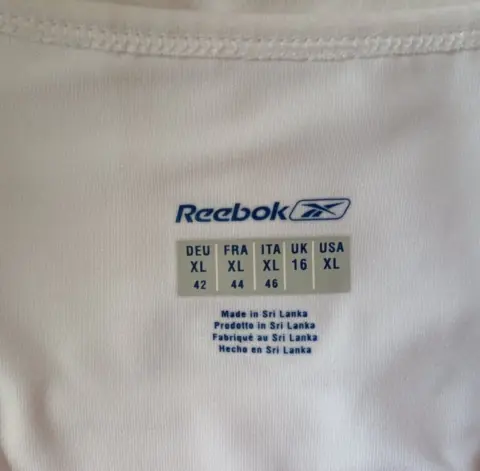 Reebok
DEU FRA ITA UK USA
XL XL XL 16 XL
42 44 46
Made in Sri Lanka
Prodotto in Sri Lanka
Fabriqué au Sri Lanka
Hecho en Sri Lanka